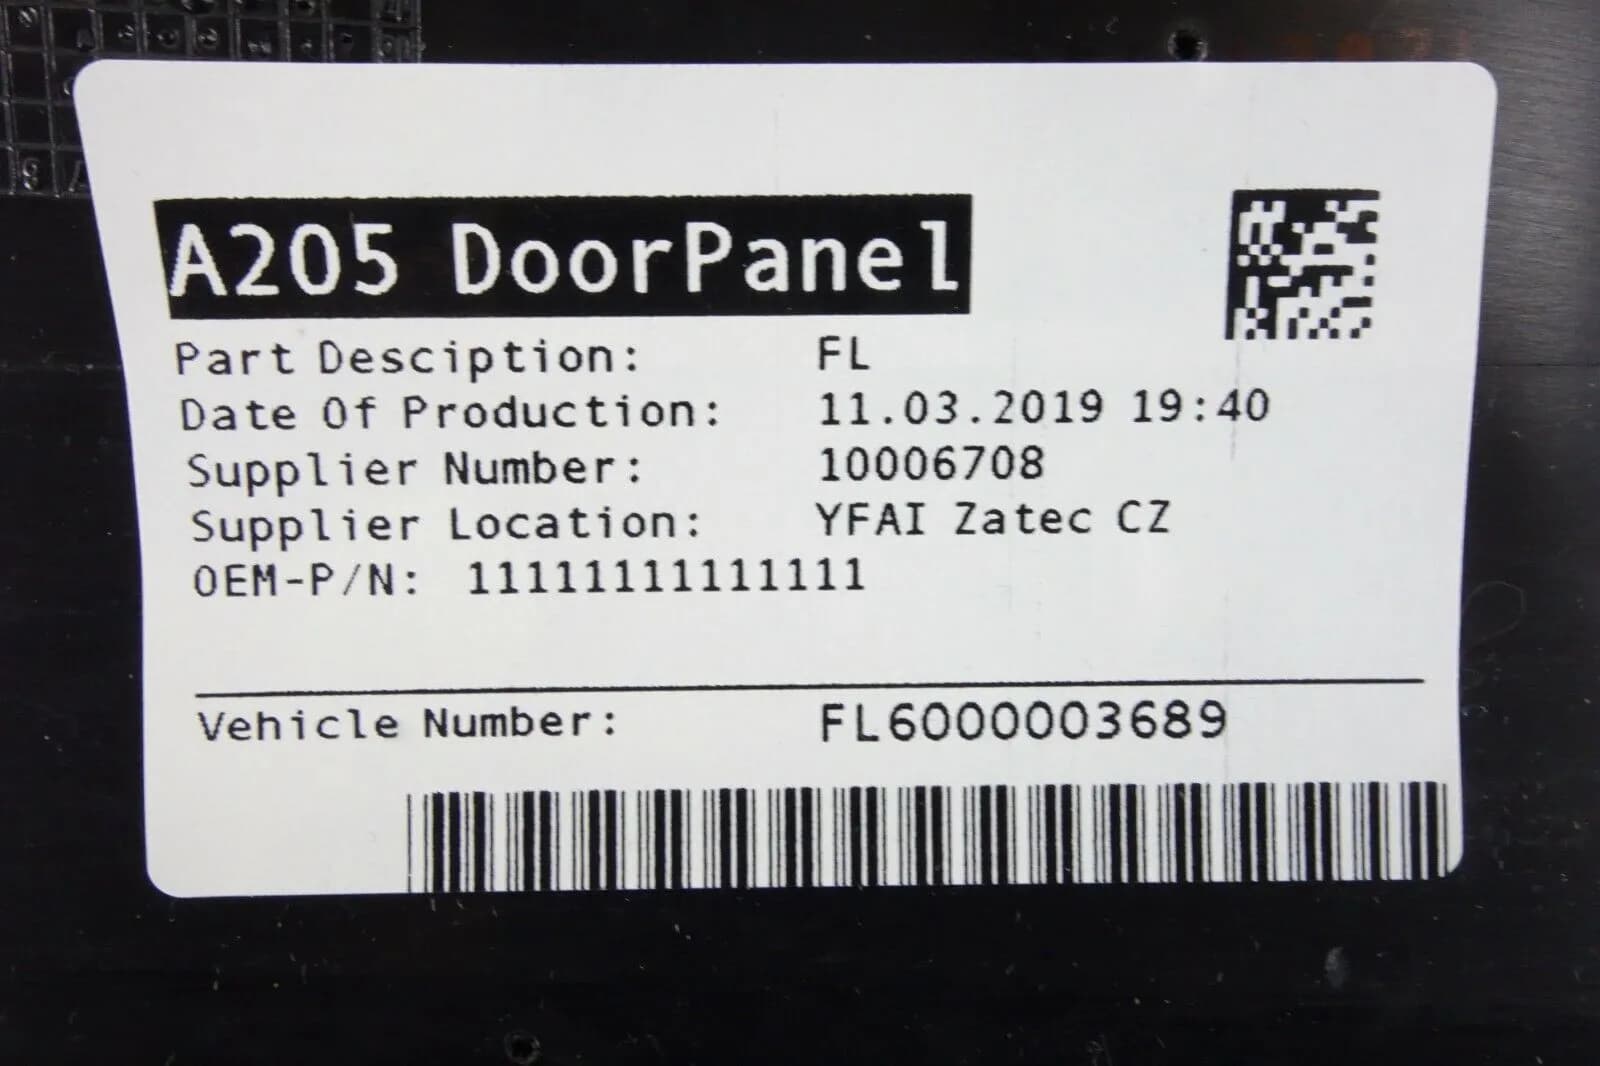 A205 DoorPanel
Part Desciption: FL
Date Of Production: 11.03.2019 19:40
Supplier Number: 10006708
Supplier Location: YFAI Zatec CZ
OEM-P/N: 11111111111111
Vehicle Number: FL6000003689